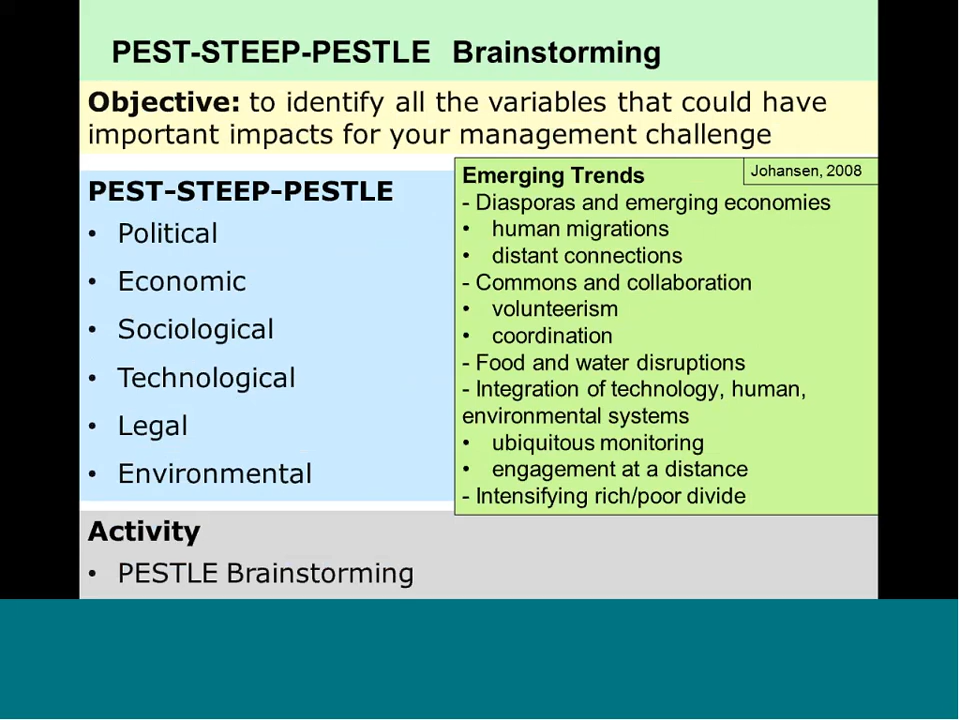 PEST-STEEP-PESTLE Brainstorming
Objective: to identify all the variables that could have
important impacts for your management challenge
PEST-STEEP-PESTLE
• Political
• Economic
• Sociological
• Technological
• Legal
• Environmental
Johansen, 2008
Emerging Trends
- Diasporas and emerging economies
• human migrations
• distant connections
- Commons and collaboration
• volunteerism
• coordination
- Food and water disruptions
- Integration of technology, human,
environmental systems
• ubiquitous monitoring
• engagement at a distance
- Intensifying rich/poor divide
Activity
• PESTLE Brainstorming